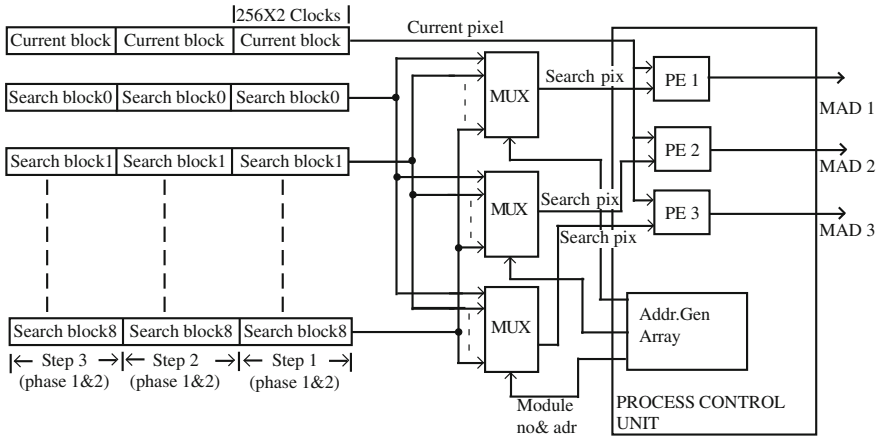 256X2 Clocks
Current block Current block Current block
Current pixel
Search block0 Search block0 Search block0
Search block1 Search block1 Search block1
Search block8 Search block8 Search block8
Step 3 Step 2 Step 1
(phase 1&2) (phase 1&2) (phase 1&2)
MUX
Search pix
PE 1
MAD 1
PE 2
MAD 2
MUX
Search pix
PE 3
MAD 3
Search pix
MUX
Addr.Gen
Array
Module
no& adr
PROCESS CONTROL
UNIT